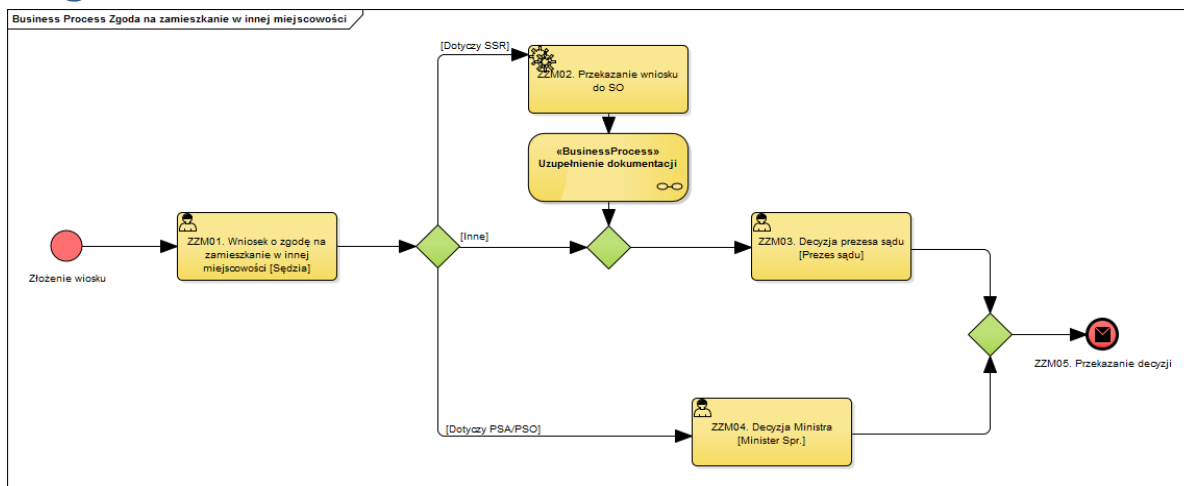 Business Process Zgoda na zamieszkanie w innej miejscowości
[Dotyczy SSR]
ZZM02. Przekazanie wniosku
do SO
«BusinessProcess»
Uzupełnienie dokumentacji
Złożenie wiosku
ZZM01. Wniosek o zgodę na
zamieszkanie w innej
miejscowości [Sędzia]
[Inne]
ZZM03. Decyzja prezesa sądu
[Prezes sądu]
ZZM05. Przekazanie decyzji
[Dotyczy PSA/PSO]
ZZM04. Decyzja Ministra
[Minister Spr.]